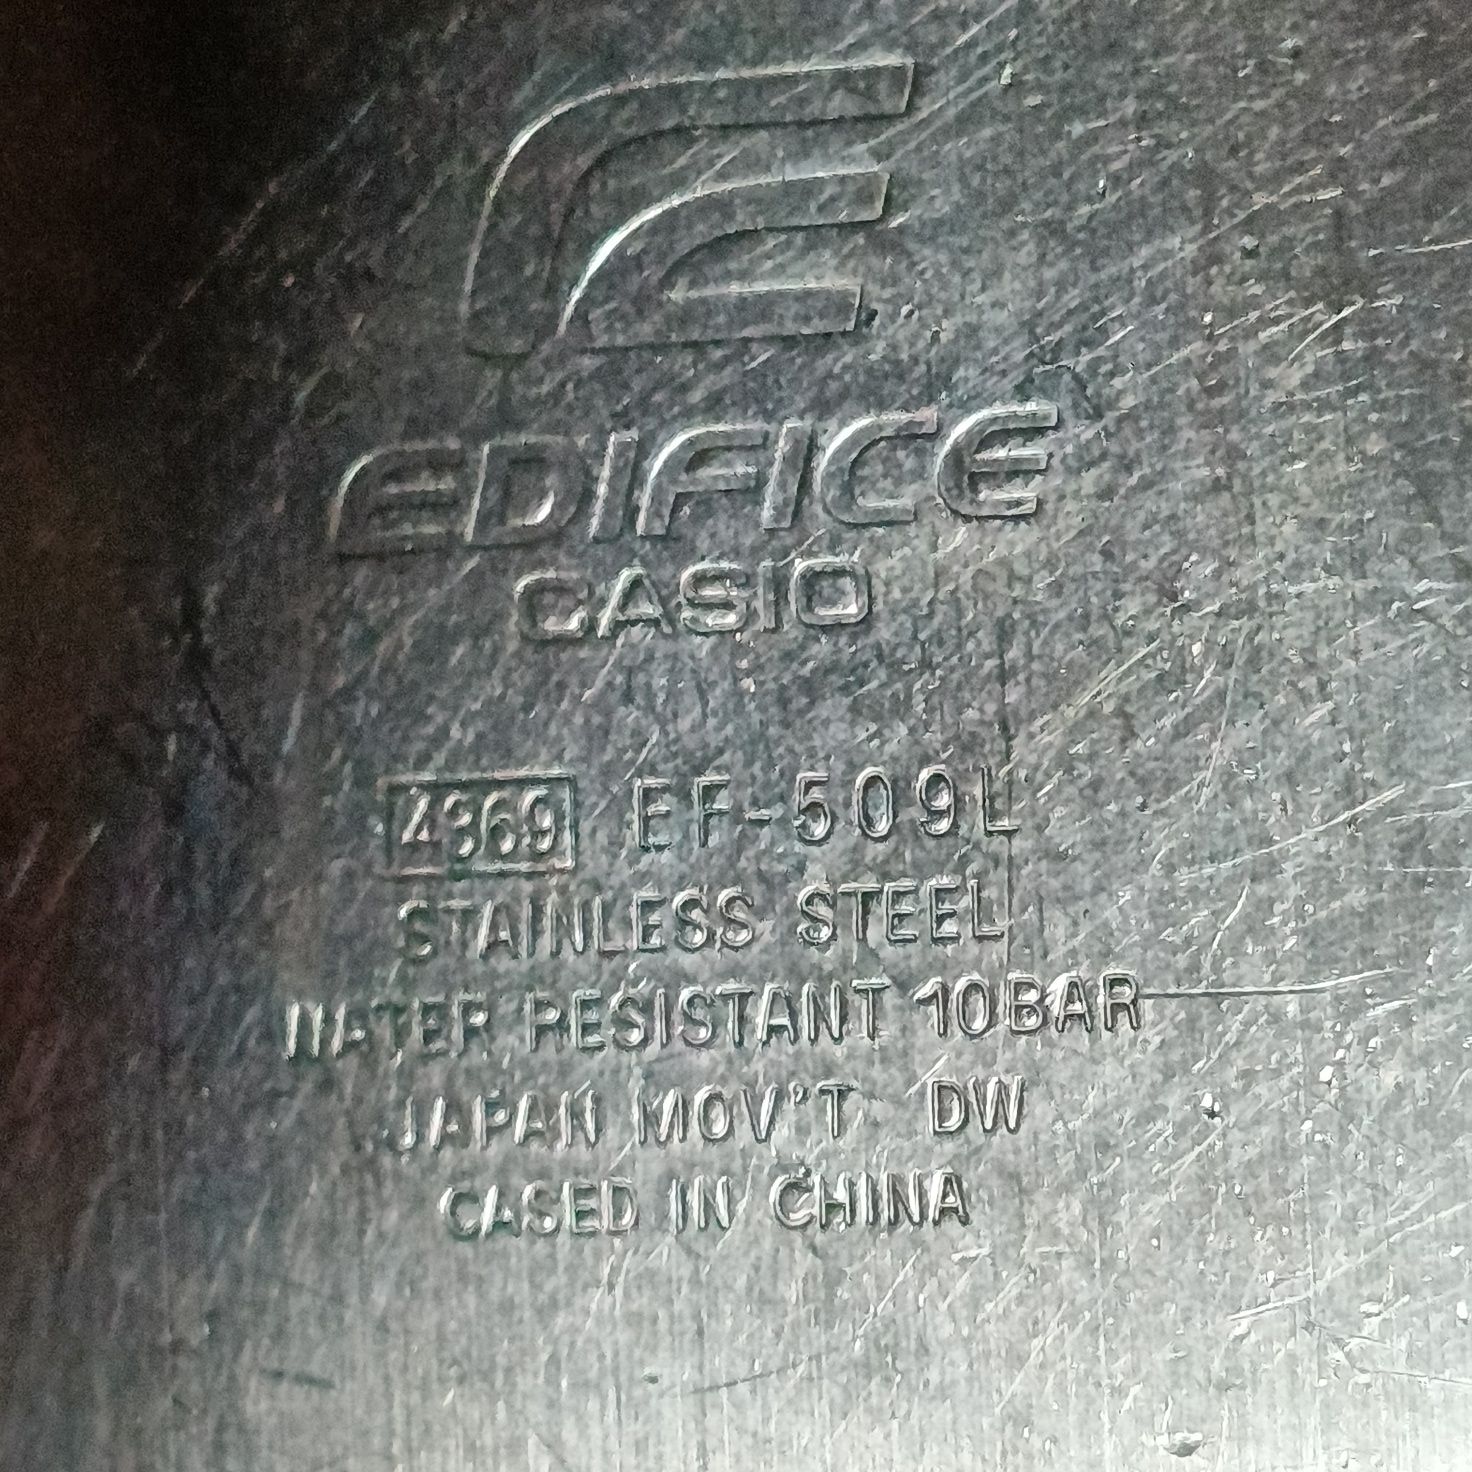 EDIFICE
CASIO
4369 EF-509L
STAINLESS STEEL
WATER RESISTANT 10BAR
JAPAN MOV'T DW
CASED IN CHINA